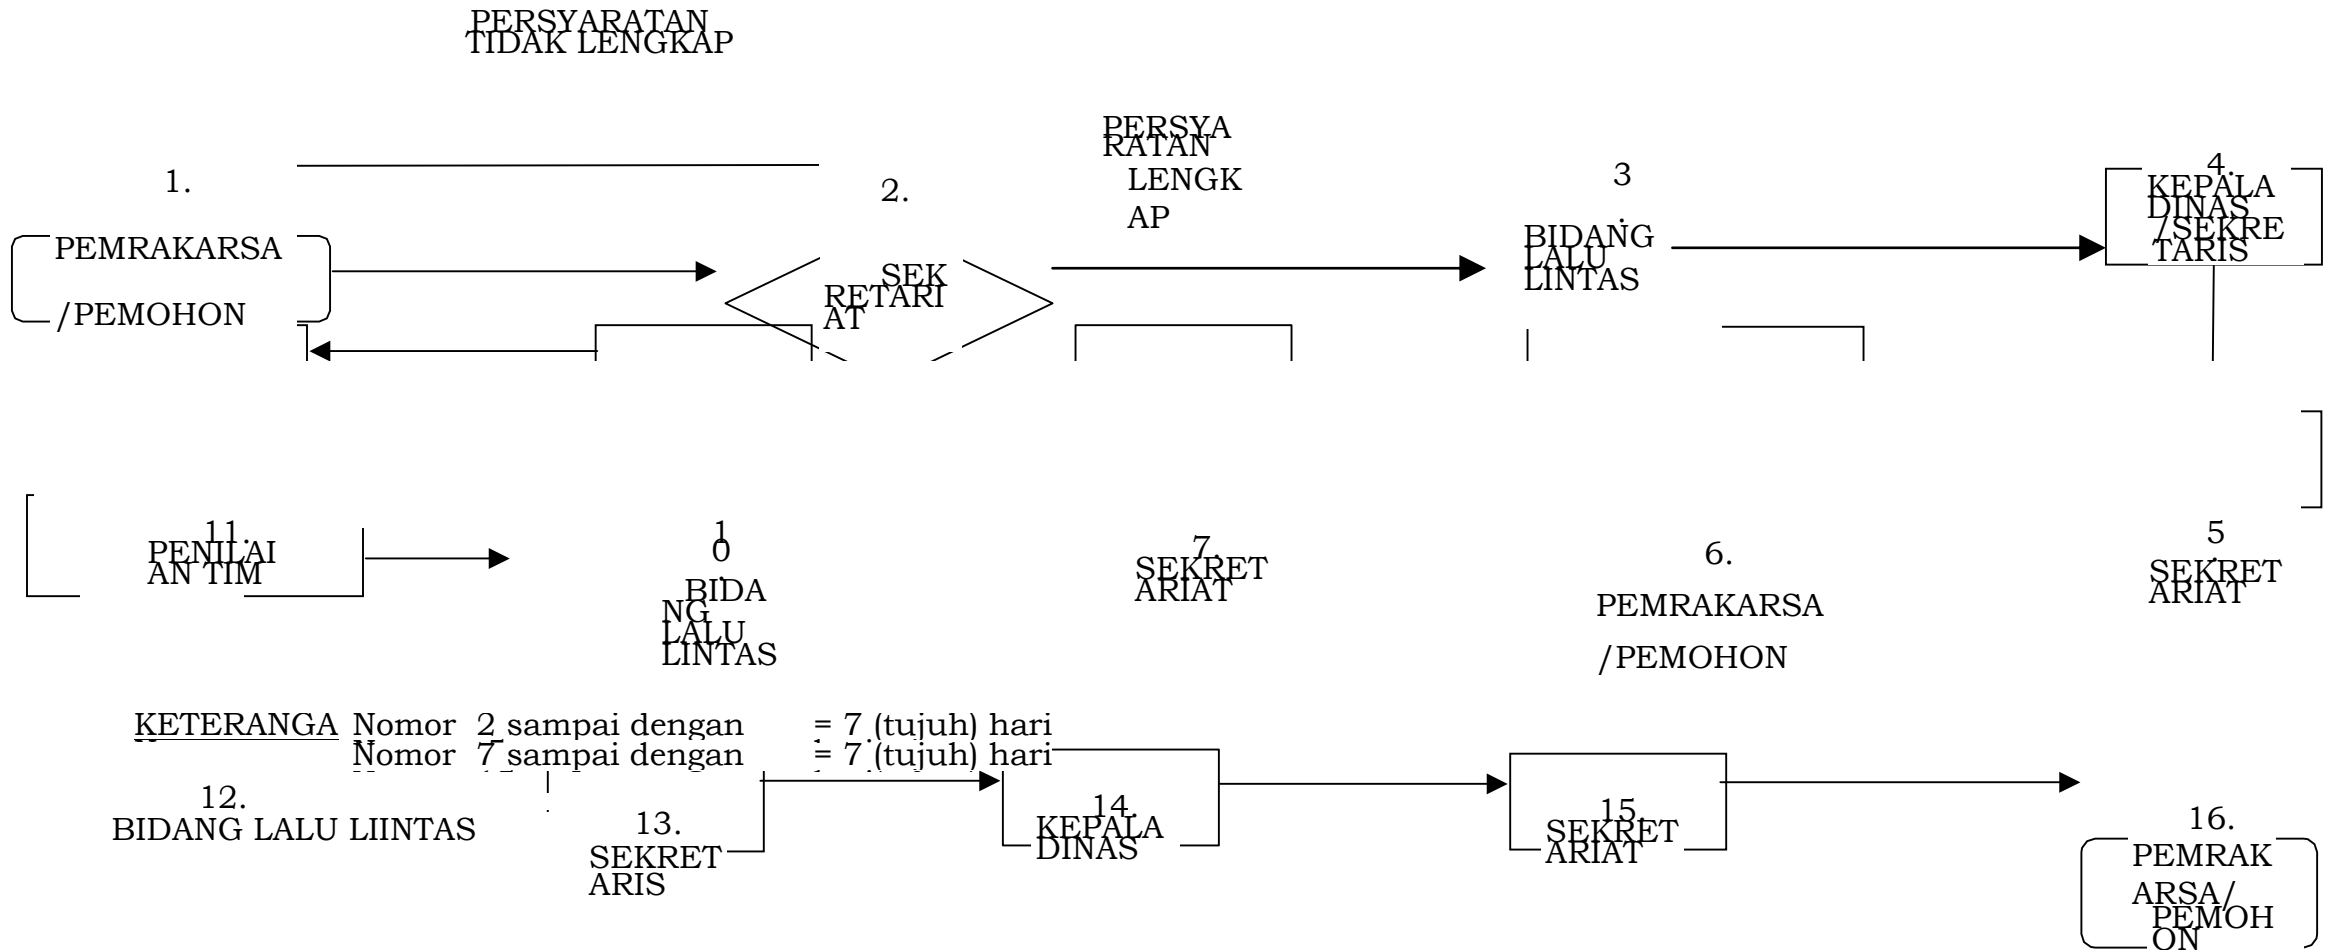 PERSYARATAN
TIDAK LENGKAP
PERSYA
RATAN
LENGK
AP
1.
PEMRAKARSA
/PEMOHON
2.
SEK
RETARI
AT
3
.
BIDANG
LALU
LINTAS
4.
KEPALA
DINAS
/SEKRE
TARIS
11.
PENILAI
AN TIM
1
0
.
BIDA
NG
LALU
LINTAS
7.
SEKRET
ARIAT
6.
PEMRAKARSA
/PEMOHON
5
.
SEKRET
ARIAT
KETERANGA Nomor 2 sampai dengan = 7 (tujuh) hari
Nomor 7 sampai dengan = 7 (tujuh) hari
12.
BIDANG LALU LIINTAS
13.
SEKRET
ARIS
14.
KEPALA
DINAS
15.
SEKRET
ARIAT
16.
PEMRAK
ARSA/
PEMOH
ON